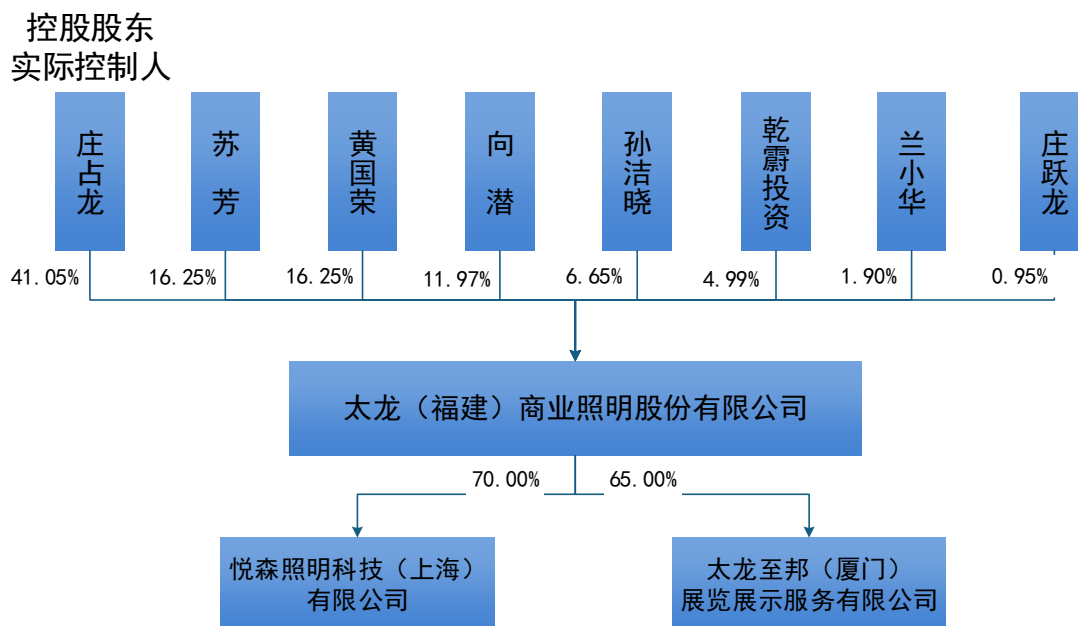 控股股东
实际控制人
庄占龙
苏芳
黄国荣
向潜
孙洁晓
乾霨投资
兰小华
庄跃龙
41.05%
16.25%
16.25%
11.97%
6.65%
4.99%
1.90%
0.95%
太龙（福建）商业照明股份有限公司
70.00%
65.00%
悦森照明科技（上海）
有限公司
太龙至邦（厦门）
展览展示服务有限公司